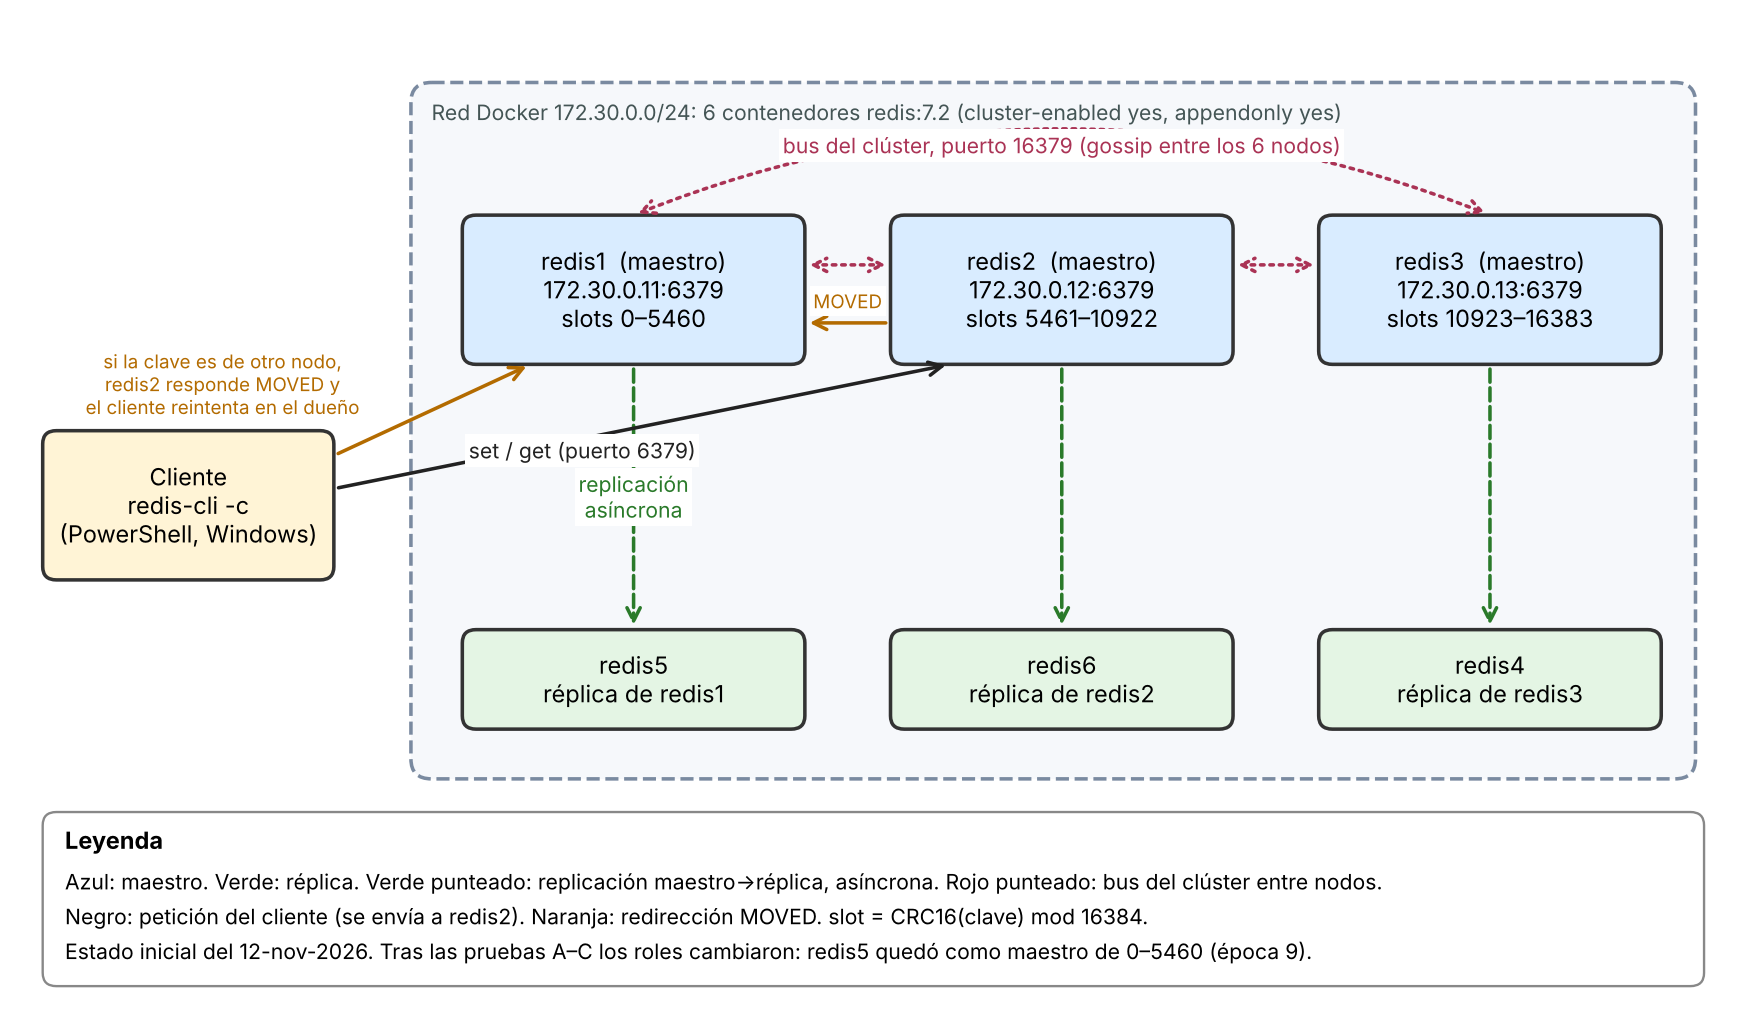 Red Docker 172.30.0.0/24: 6 contenedores redis:7.2 (cluster-enabled yes, appendonly yes)
bus del clúster, puerto 16379 (gossip entre los 6 nodos)
redis1 (maestro)
172.30.0.11:6379
slots 0–5460
MOVED
redis2 (maestro)
172.30.0.12:6379
slots 5461–10922
redis3 (maestro)
172.30.0.13:6379
slots 10923–16383
si la clave es de otro nodo,
redis2 responde MOVED y
el cliente reintenta en el dueño
Cliente
redis-cli -c
(PowerShell, Windows)
set / get (puerto 6379)
replicación
asíncrona
redis5
réplica de redis1
redis6
réplica de redis2
redis4
réplica de redis3
Leyenda
Azul: maestro. Verde: réplica. Verde punteado: replicación maestro→réplica, asíncrona. Rojo punteado: bus del clúster entre nodos.
Negro: petición del cliente (se envía a redis2). Naranja: redirección MOVED. slot = CRC16(clave) mod 16384.
Estado inicial del 12-nov-2026. Tras las pruebas A–C los roles cambiaron: redis5 quedó como maestro de 0–5460 (época 9).